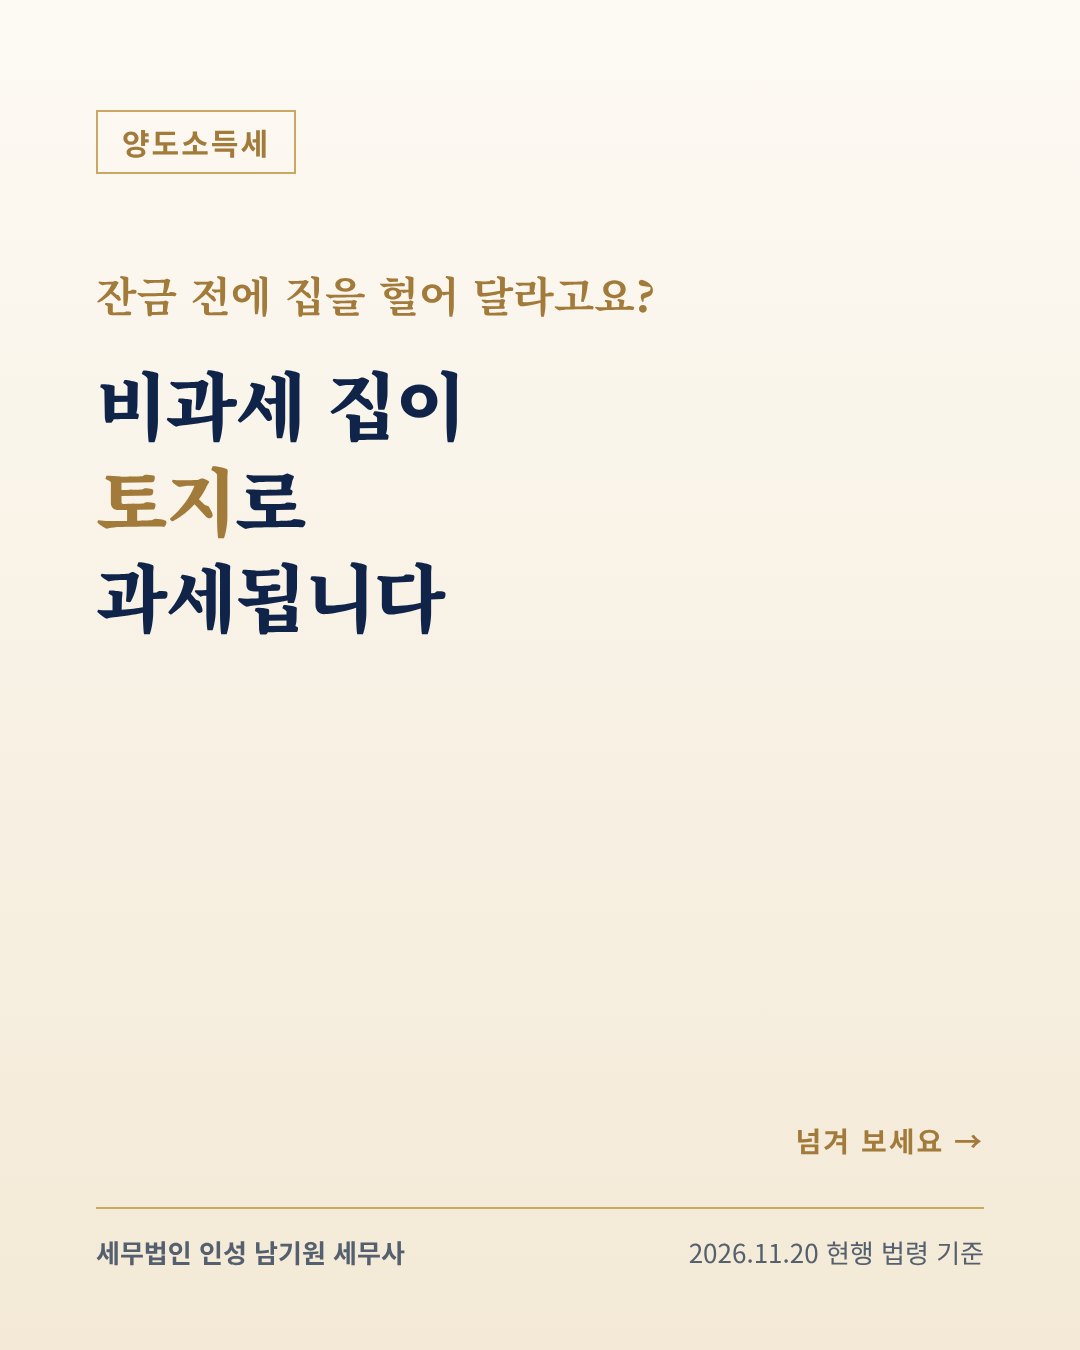 양도소득세
잔금 전에 집을 헐어 달라고요?
비과세 집이
토지로
과세됩니다
넘겨 보세요 →
세무법인 인성 남기원 세무사
2026.11.20 현행 법령 기준